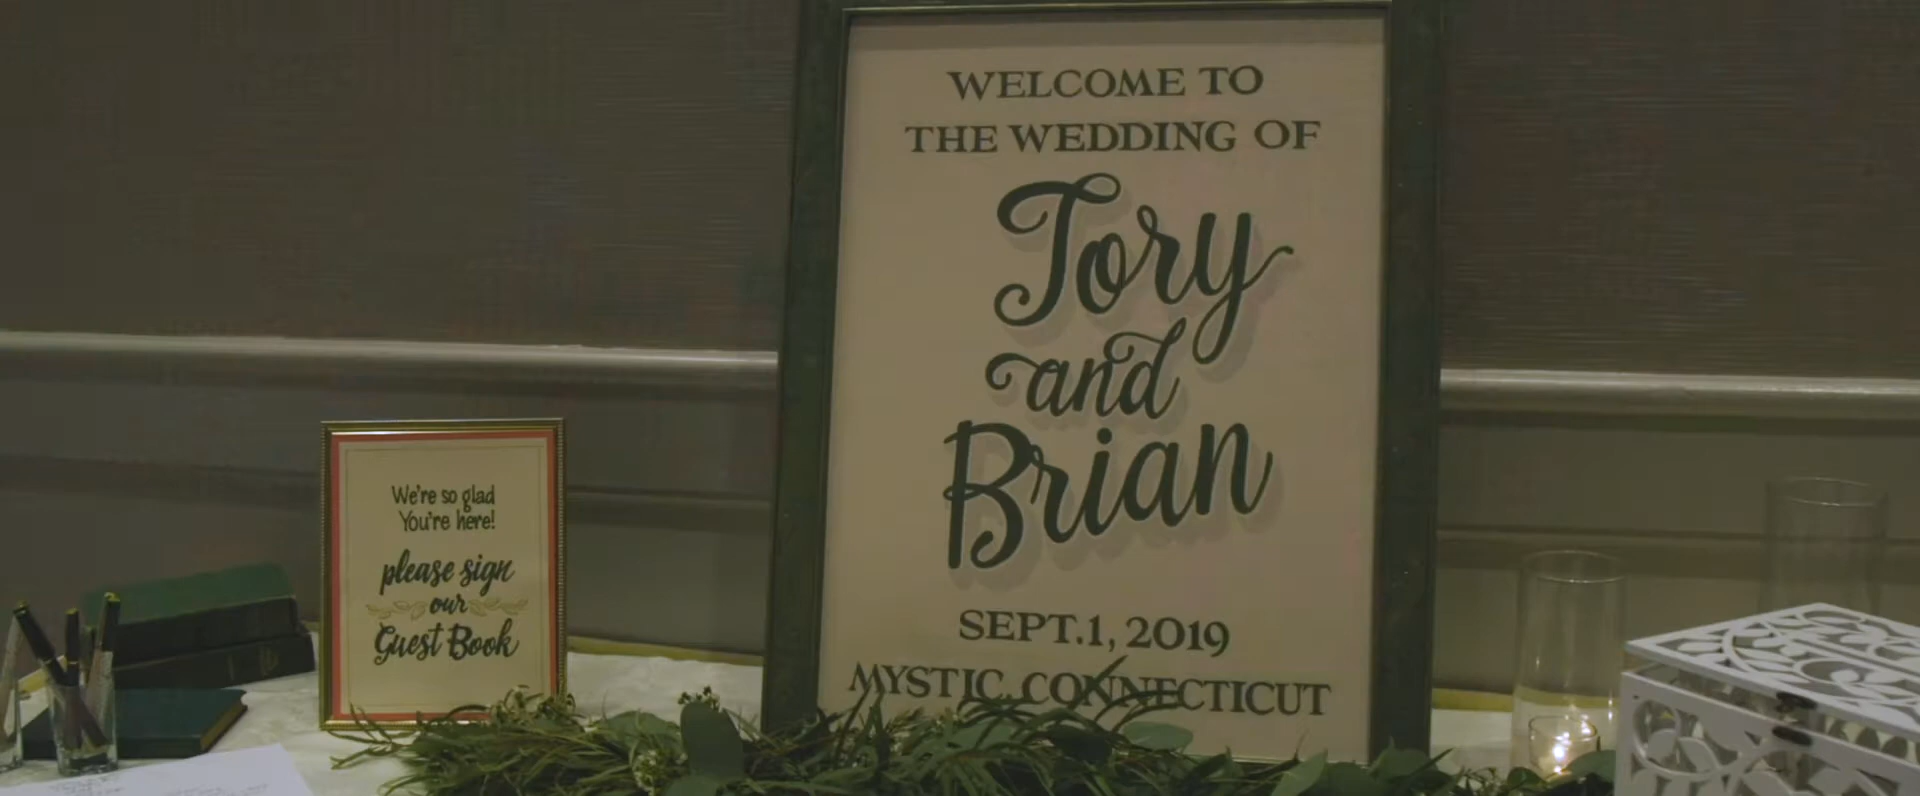 WELCOME TO
THE WEDDING OF
Tory
and
Brian
SEPT.1, 2019
MYSTIC, CONNECTICUT
We're so glad
You're here!
please sign
our
Guest Book